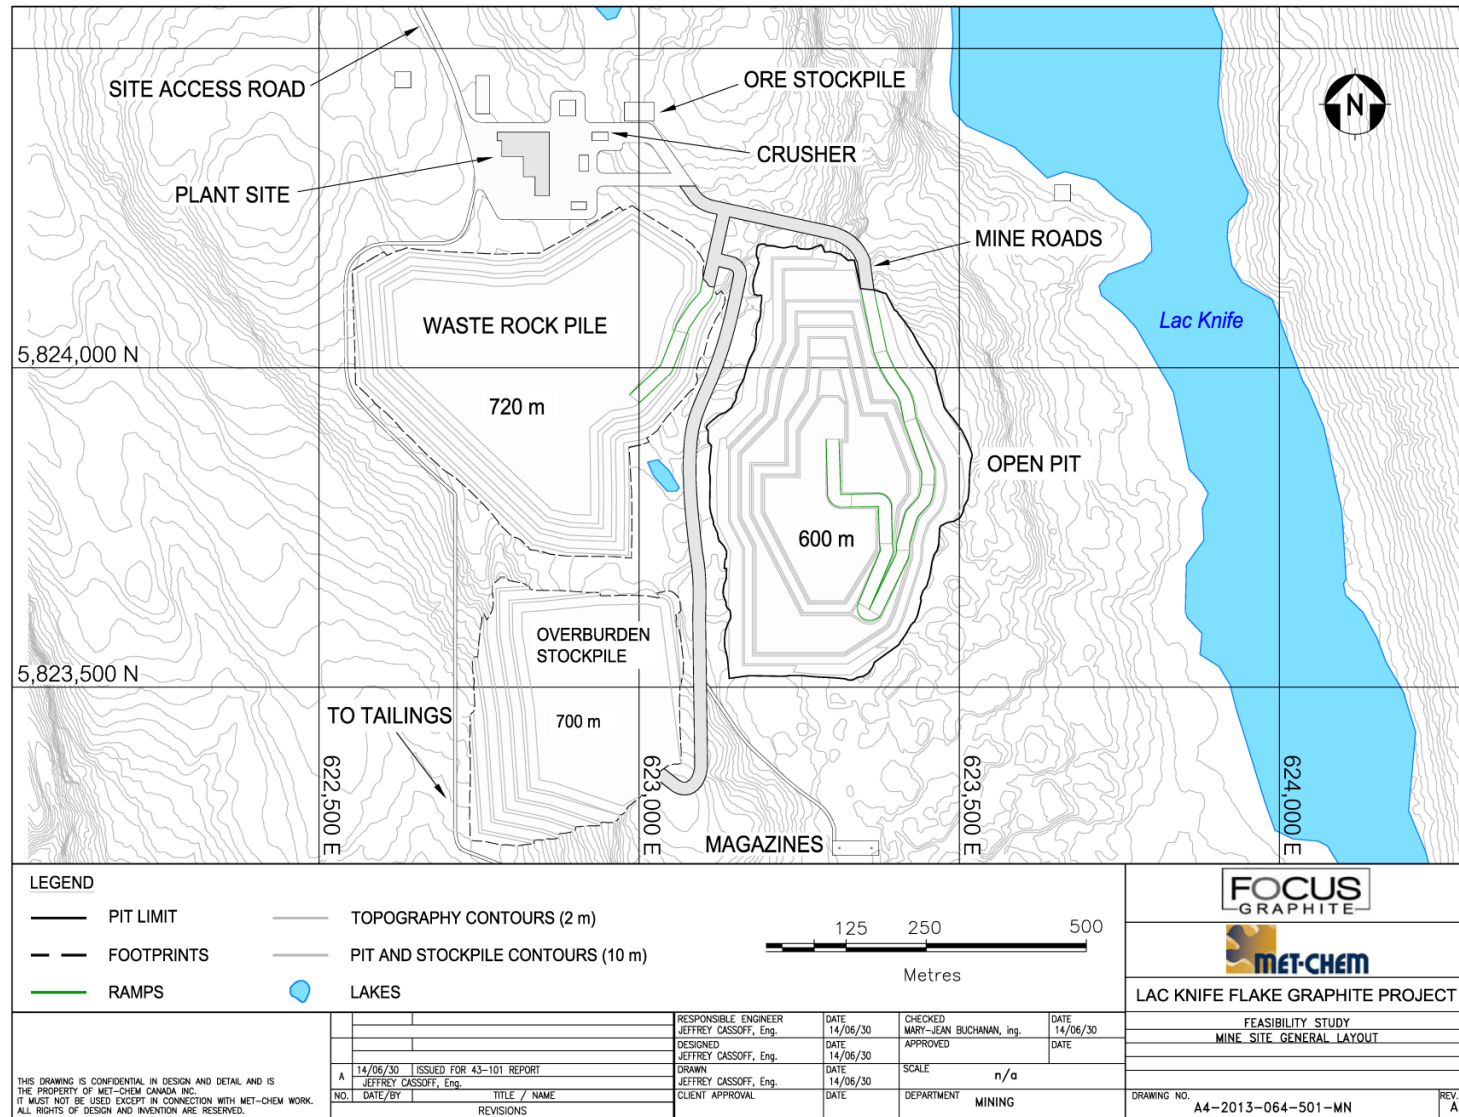 SITE ACCESS ROAD
ORE STOCKPILE
N
CRUSHER
PLANT SITE
MINE ROADS
WASTE ROCK PILE
Lac Knife
5,824,000 N
720 m
OPEN PIT
600 m
OVERBURDEN
STOCKPILE
5,823,500 N
TO TAILINGS
700 m
622,500 E
623,000 E
623,500 E
624,000 E
MAGAZINES
LEGEND
PIT LIMIT
TOPOGRAPHY CONTOURS (2 m)
FOOTPRINTS
PIT AND STOCKPILE CONTOURS (10 m)
RAMPS
LAKES
125 250 500
Metres
FOCUS
GRAPHITE
MET-CHEM
LAC KNIFE FLAKE GRAPHITE PROJECT
FEASIBILITY STUDY
MINE SITE GENERAL LAYOUT
DRAWING NO. REV.
A4-2013-064-501-MN A
RESPONSIBLE ENGINEER DATE CHECKED DATE
JEFFREY CASSOFF, Eng. 14/06/30 MARY-JEAN BUCHANAN, ing. 14/06/30
DESIGNED DATE APPROVED DATE
JEFFREY CASSOFF, Eng. 14/06/30
DRAWN DATE SCALE n/a
JEFFREY CASSOFF, Eng. 14/06/30
CLIENT APPROVAL DATE DEPARTMENT MINING
A 14/06/30 ISSUED FOR 43-101 REPORT
JEFFREY CASSOFF, Eng.
NO. DATE/BY TITLE / NAME
REVISIONS
THIS DRAWING IS CONFIDENTIAL IN DESIGN AND DETAIL AND IS
THE PROPERTY OF MET-CHEM CANADA INC.
IT MUST NOT BE USED EXCEPT IN CONNECTION WITH MET-CHEM WORK.
ALL RIGHTS OF DESIGN AND INVENTION ARE RESERVED.